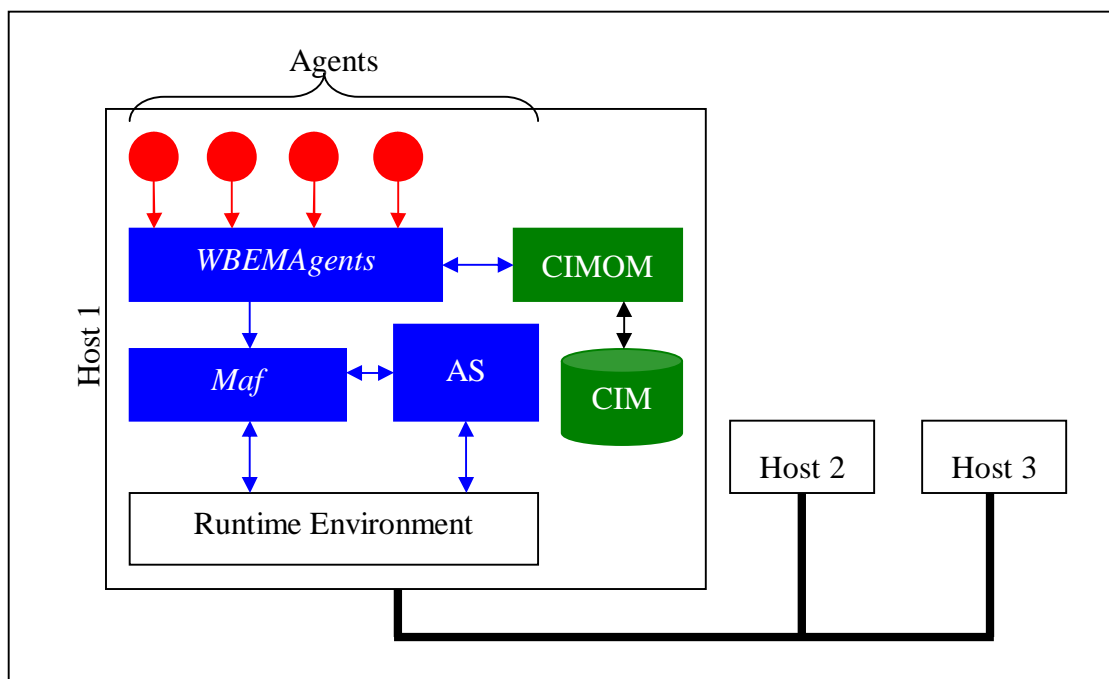 Agents
WBEMAgents
CIMOM
Host 1
Maf
AS
CIM
Host 2
Host 3
Runtime Environment